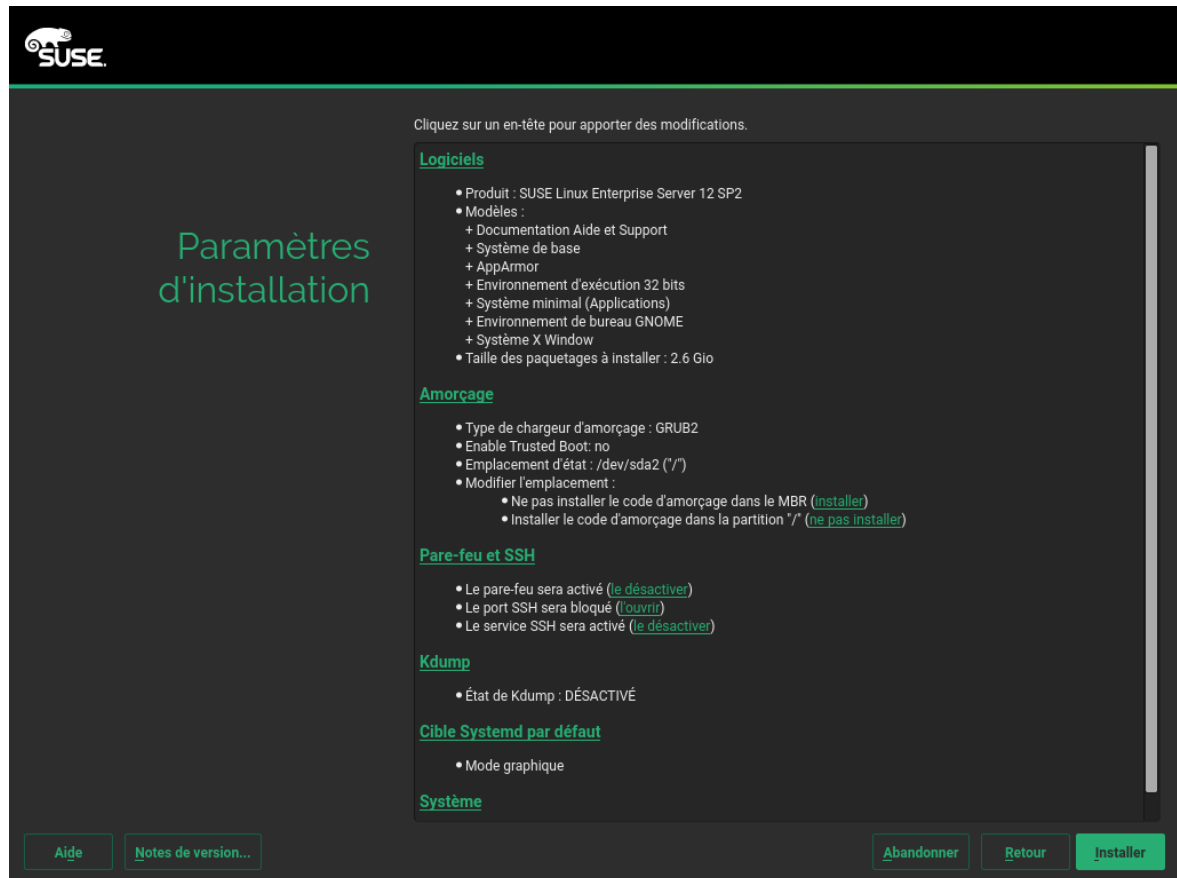 SUSE.
Cliquez sur un en-tête pour apporter des modifications.
Paramètres
d'installation
Logiciels
• Produit : SUSE Linux Enterprise Server 12 SP2
• Modèles :
+ Documentation Aide et Support
+ Système de base
+ AppArmor
+ Environnement d'exécution 32 bits
+ Système minimal (Applications)
+ Environnement de bureau GNOME
+ Système X Window
• Taille des paquetages à installer : 2.6 Gio
Amorçage
• Type de chargeur d'amorçage : GRUB2
• Enable Trusted Boot: no
• Emplacement d'état : /dev/sda2 ("/")
• Modifier l'emplacement :
• Ne pas installer le code d'amorçage dans le MBR (installer)
• Installer le code d'amorçage dans la partition "/" (ne pas installer)
Pare-feu et SSH
• Le pare-feu sera activé (le désactiver)
• Le port SSH sera bloqué (l'ouvrir)
• Le service SSH sera activé (le désactiver)
Kdump
• État de Kdump : DÉSACTIVÉ
Cible Systemd par défaut
• Mode graphique
Système
Aide
Notes de version...
Abandonner
Retour
Installer